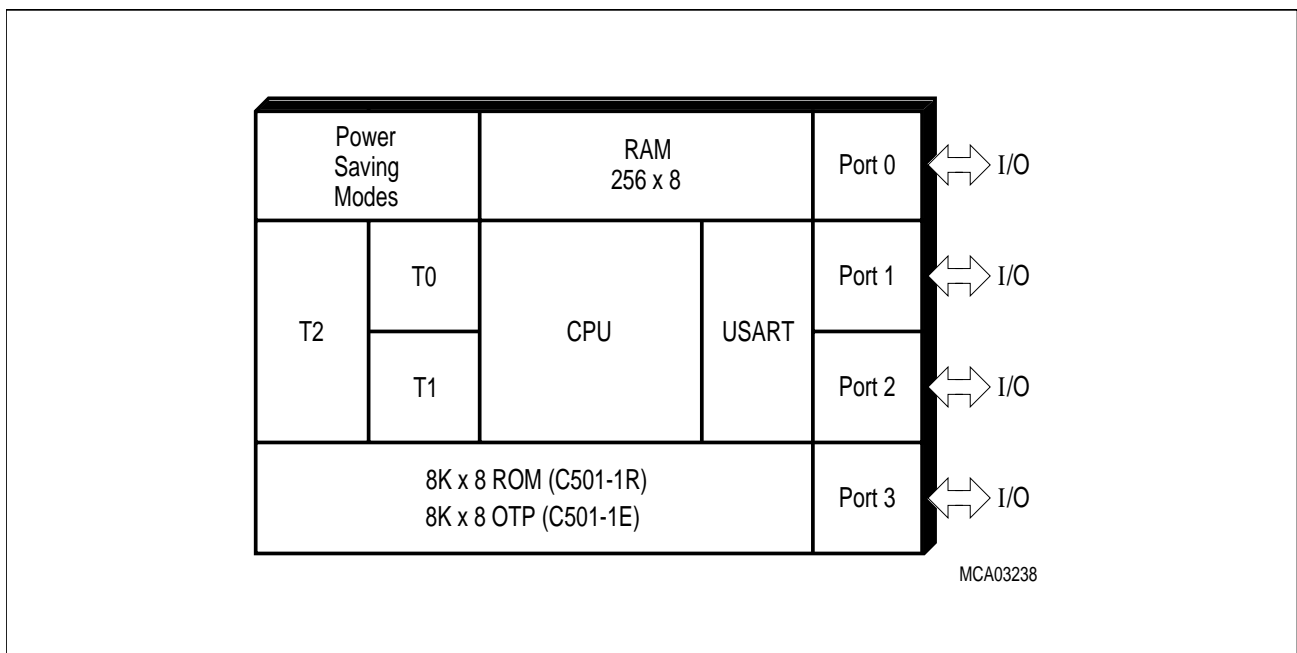 Power
Saving
Modes
RAM
256 x 8
Port 0
I/O
T2
T0
T1
CPU
USART
Port 1
I/O
Port 2
I/O
8K x 8 ROM (C501-1R)
8K x 8 OTP (C501-1E)
Port 3
I/O
MCA03238